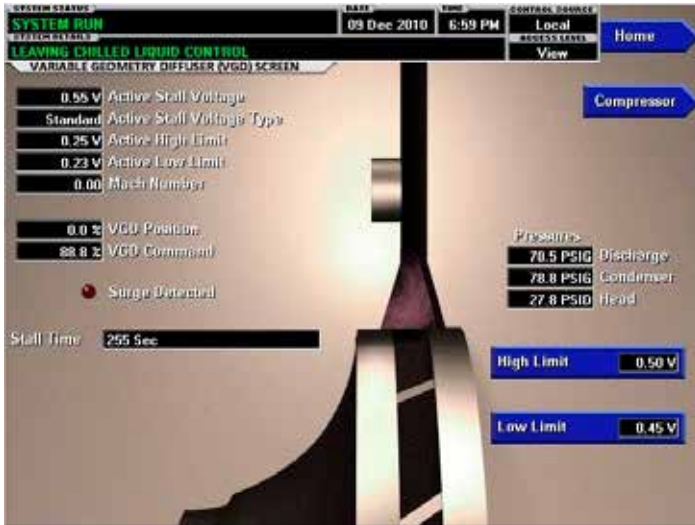 SYSTEM STATUS
SYSTEM RUN
DATE
09 Dec 2010
TIME
6:59 PM
CONTROL SOURCE
Local
Home
SYSTEM DETAILS
LEAVING CHILLED LIQUID CONTROL
ACCESS LEVEL
View
VARIABLE GEOMETRY DIFFUSER (VGD) SCREEN
Compressor
0.55 V Active Stall Voltage
Standard Active Stall Voltage Type
0.25 V Active High Limit
0.23 V Active Low Limit
0.00 Mach Number
0.0 % VGD Position
88.8 % VGD Command
Surge Detected
Stall Time 255 Sec
Pressures
70.5 PSIG Discharge
78.8 PSIG Condenser
27.8 PSID Head
High Limit 0.50 V
Low Limit 0.45 V